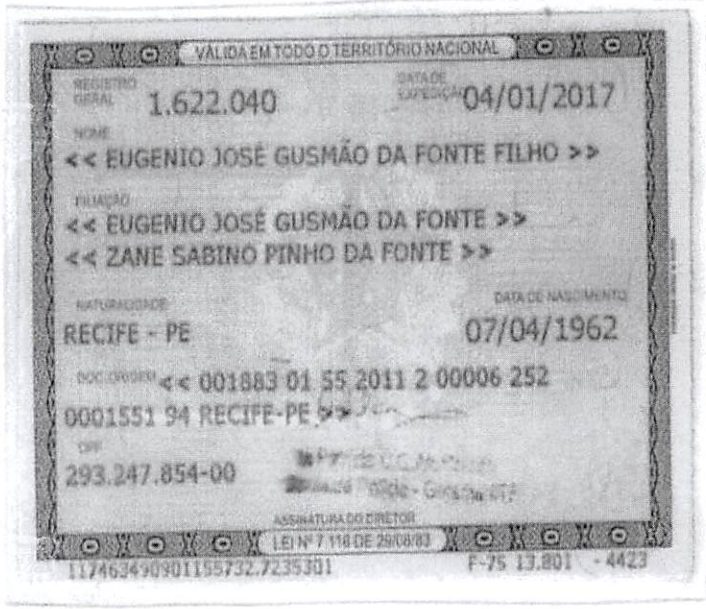 VÁLIDA EM TODO O TERRITÓRIO NACIONAL
REGISTRO GERAL 1.622.040 DATA DE EXPEDIÇÃO 04/01/2017
NOME
<< EUGENIO JOSÉ GUSMÃO DA FONTE FILHO >>
FILIAÇÃO
<< EUGENIO JOSÉ GUSMÃO DA FONTE >>
<< ZANE SABINO PINHO DA FONTE >>
NATURALIDADE DATA DE NASCIMENTO
RECIFE - PE 07/04/1962
DOC. ORIGEM << 001883 01 55 2011 2 00006 252
0001551 94 RECIFE-PE >>
CPF
293.247.854-00
ASSINATURA DO DIRETOR
LEI Nº 7.116 DE 29/08/83
117463490901155732.7235301 F-75 13.801 - 4423